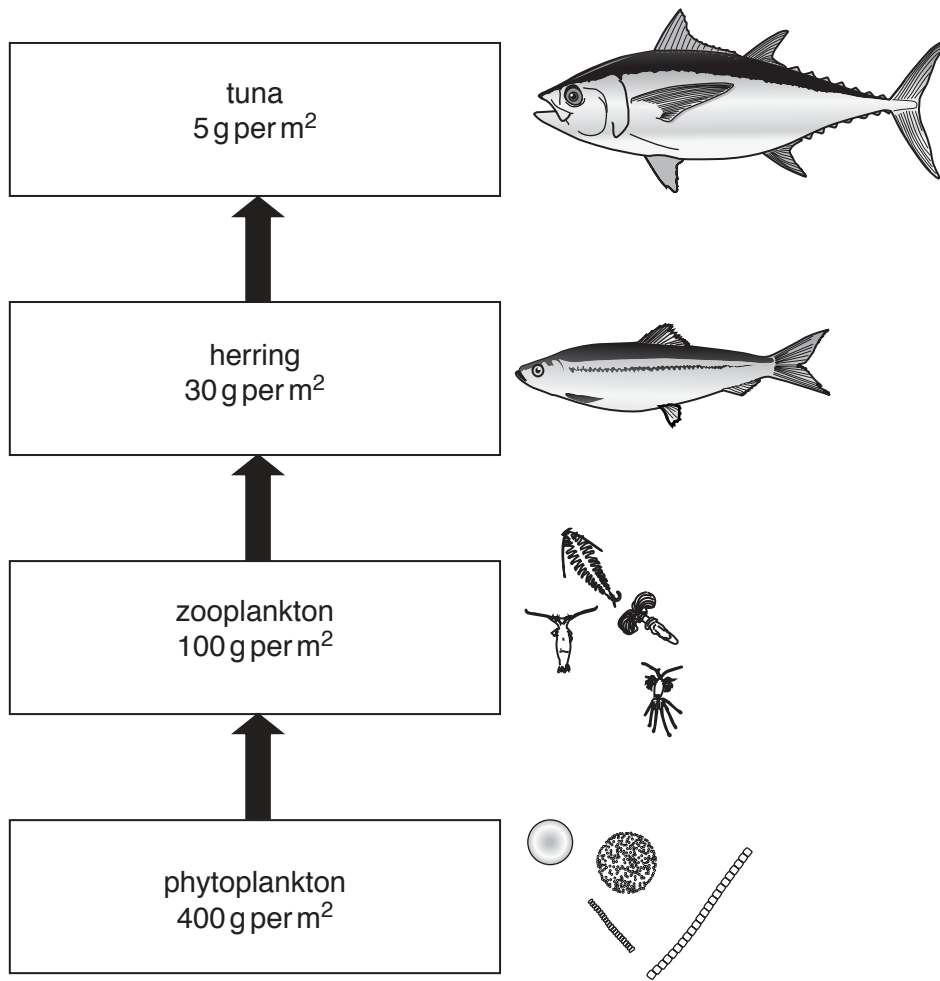 tuna
5 g per m²
herring
30 g per m²
zooplankton
100 g per m²
phytoplankton
400 g per m²